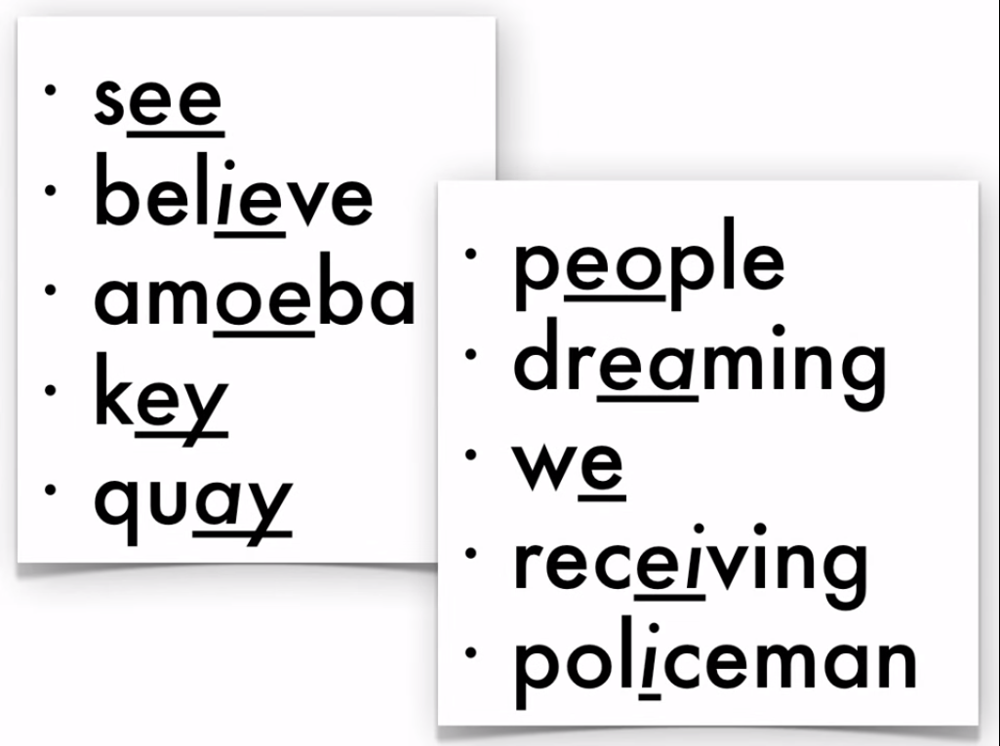 • see
• believe
• amoeba
• key
• quay
• people
• dreaming
• we
• receiving
• policeman